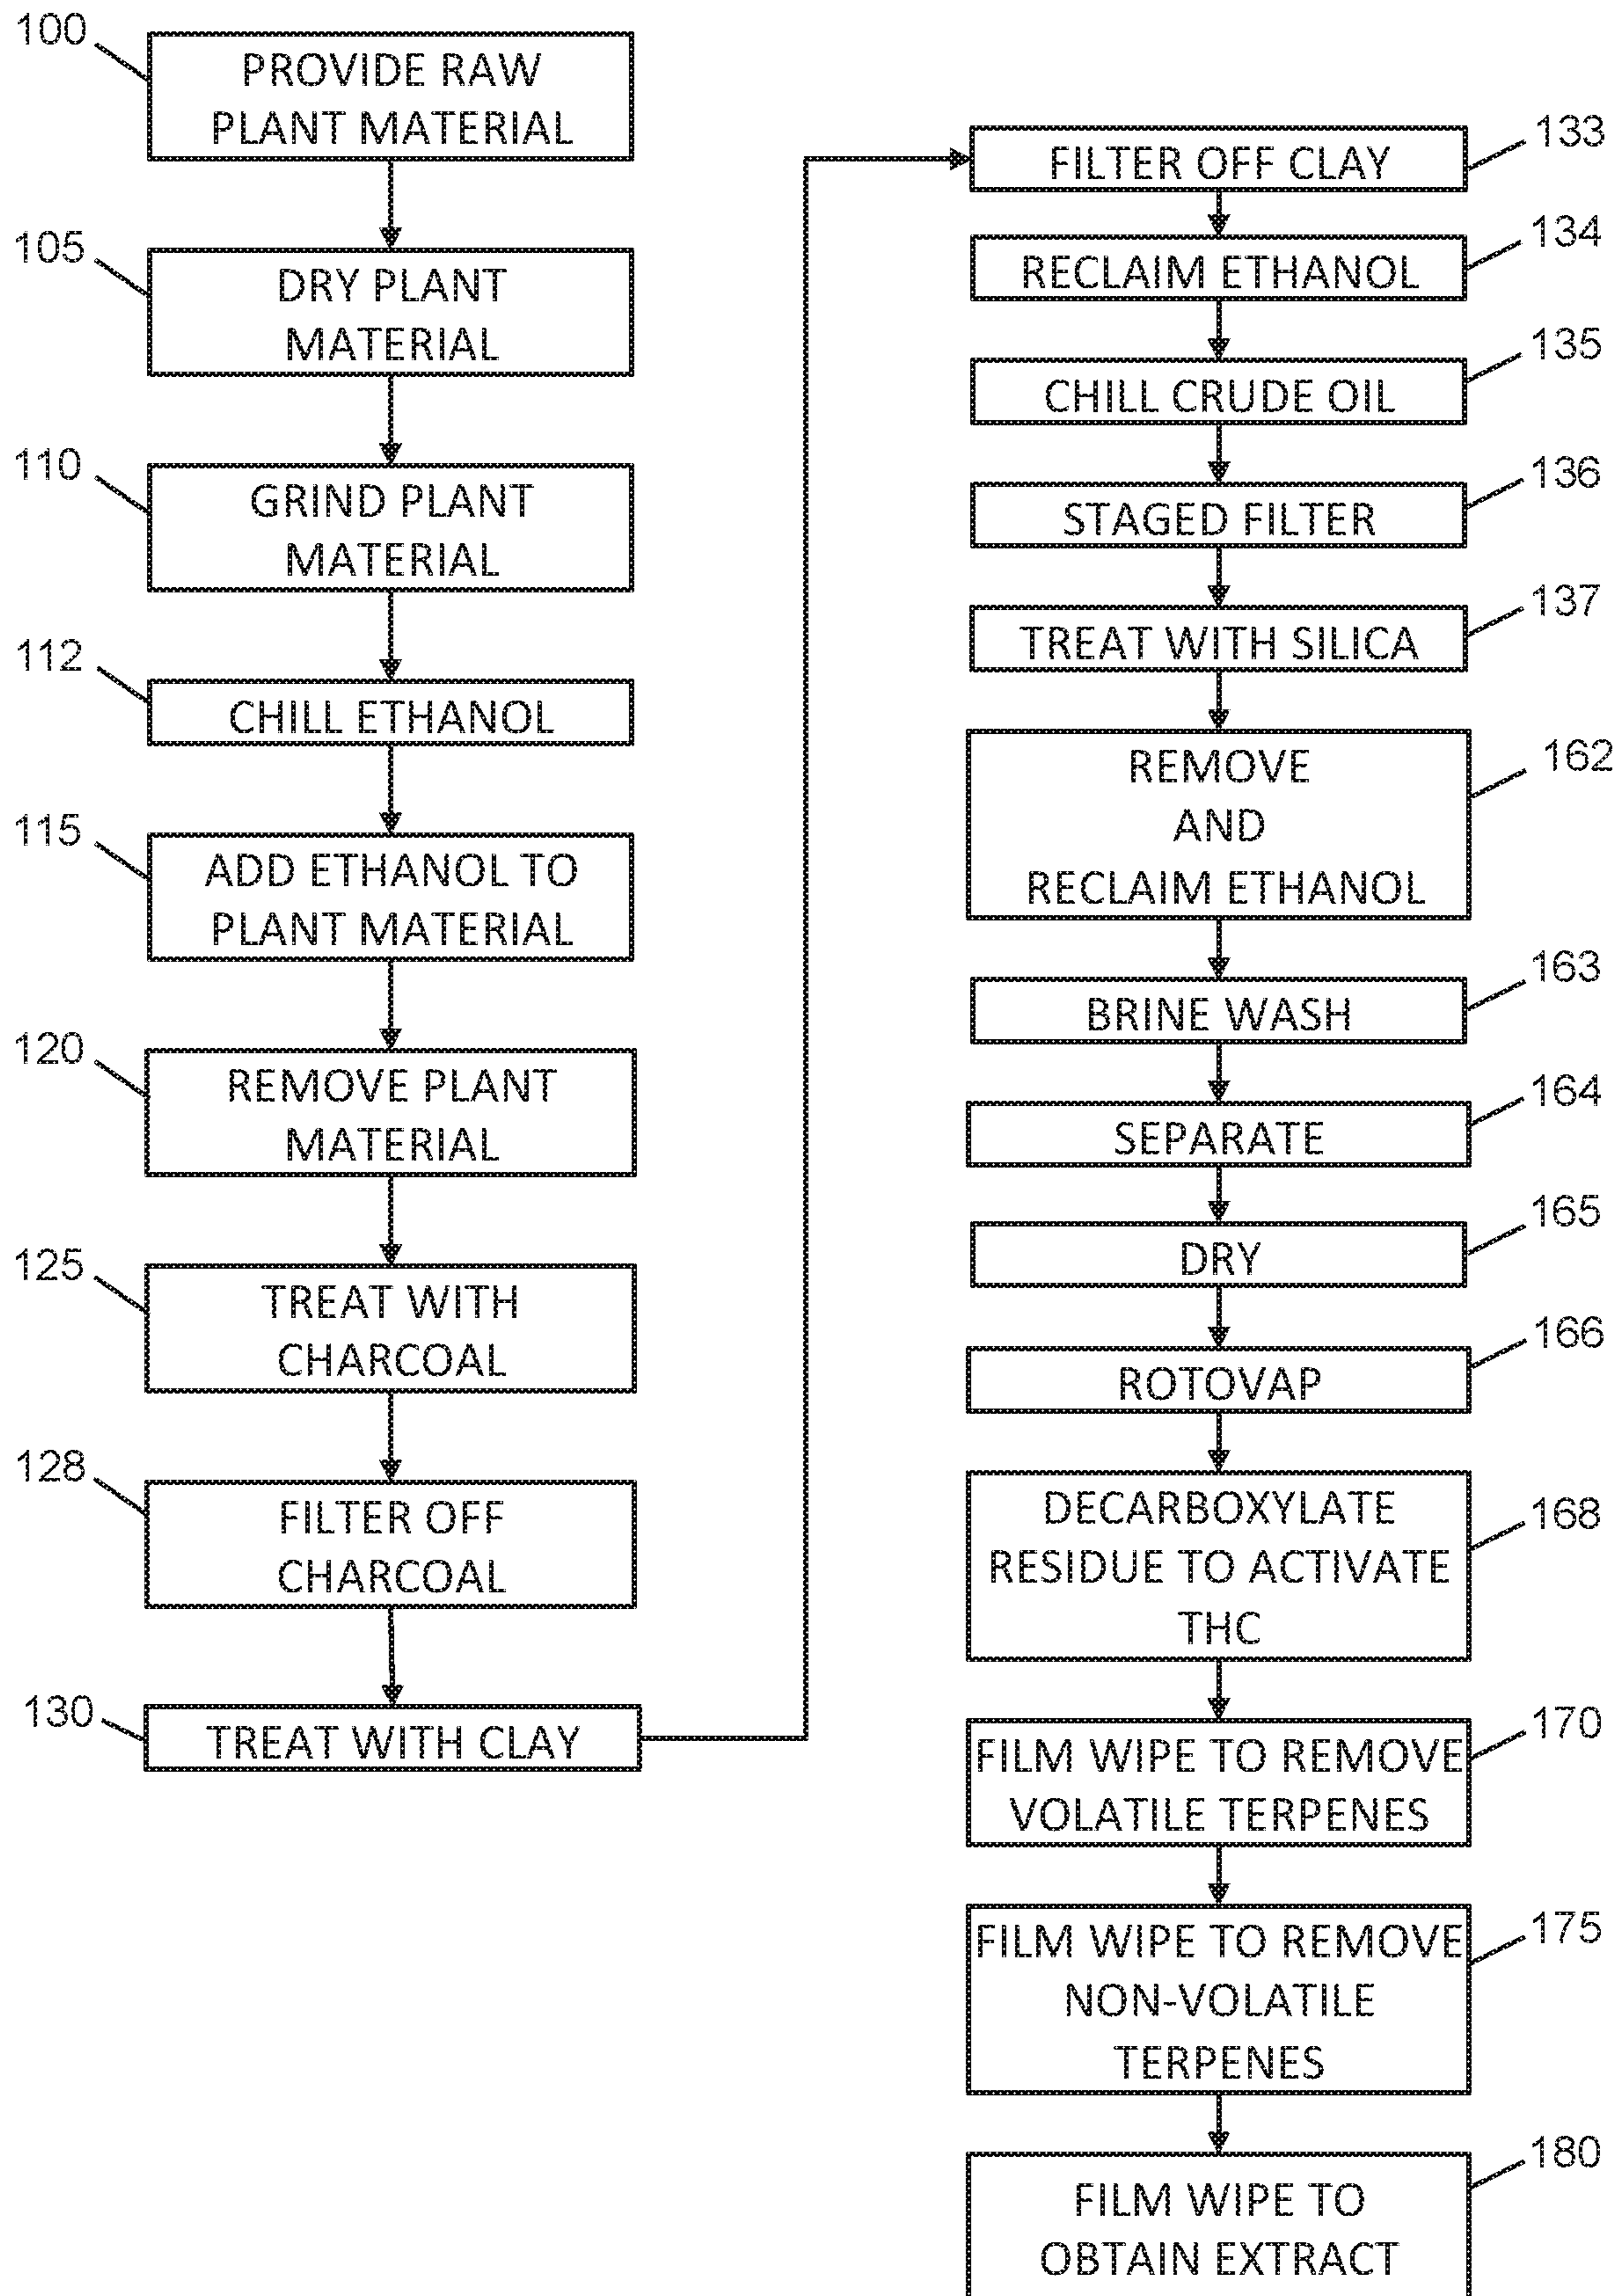 100
PROVIDE RAW
PLANT MATERIAL
105
DRY PLANT
MATERIAL
110
GRIND PLANT
MATERIAL
112
CHILL ETHANOL
115
ADD ETHANOL TO
PLANT MATERIAL
120
REMOVE PLANT
MATERIAL
125
TREAT WITH
CHARCOAL
128
FILTER OFF
CHARCOAL
130
TREAT WITH CLAY
133
FILTER OFF CLAY
134
RECLAIM ETHANOL
135
CHILL CRUDE OIL
136
STAGED FILTER
137
TREAT WITH SILICA
162
REMOVE
AND
RECLAIM ETHANOL
163
BRINE WASH
164
SEPARATE
165
DRY
166
ROTOVAP
168
DECARBOXYLATE
RESIDUE TO ACTIVATE
THC
170
FILM WIPE TO REMOVE
VOLATILE TERPENES
175
FILM WIPE TO REMOVE
NON-VOLATILE
TERPENES
180
FILM WIPE TO
OBTAIN EXTRACT